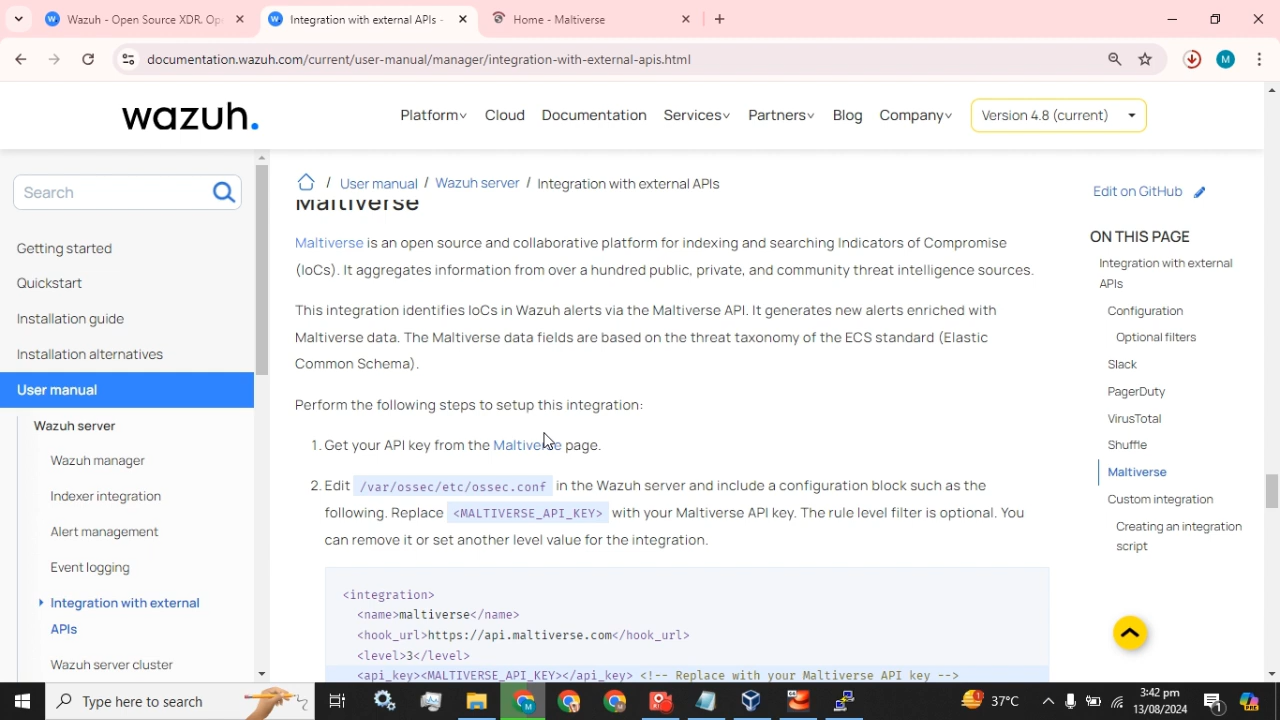 Wazuh - Open Source XDR. Op
Integration with external APIs -
Home - Maltiverse
documentation.wazuh.com/current/user-manual/manager/integration-with-external-apis.html
M
wazuh.
Platform
Cloud
Documentation
Services
Partners
Blog
Company
Version 4.8 (current)
Search
Getting started
Quickstart
Installation guide
Installation alternatives
User manual
Wazuh server
Wazuh manager
Indexer integration
Alert management
Event logging
Integration with external
APIs
Wazuh server cluster
/ User manual / Wazuh server / Integration with external APIs
Maltiverse
Maltiverse is an open source and collaborative platform for indexing and searching Indicators of Compromise
(IoCs). It aggregates information from over a hundred public, private, and community threat intelligence sources.
This integration identifies IoCs in Wazuh alerts via the Maltiverse API. It generates new alerts enriched with
Maltiverse data. The Maltiverse data fields are based on the threat taxonomy of the ECS standard (Elastic
Common Schema).
Perform the following steps to setup this integration:
1. Get your API key from the Maltiverse page.
2. Edit /var/ossec/etc/ossec.conf in the Wazuh server and include a configuration block such as the
following. Replace <MALTIVERSE_API_KEY> with your Maltiverse API key. The rule level filter is optional. You
can remove it or set another level value for the integration.
<integration>
<name>maltiverse</name>
<hook_url>https://api.maltiverse.com</hook_url>
<level>3</level>
<api_key><MALTIVERSE_API_KEY></api_key> <!-- Replace with your Maltiverse API key -->
Edit on GitHub
ON THIS PAGE
Integration with external
APIs
Configuration
Optional filters
Slack
PagerDuty
VirusTotal
Shuffle
Maltiverse
Custom integration
Creating an integration
script
Type here to search
37°C
3:42 pm
13/08/2024